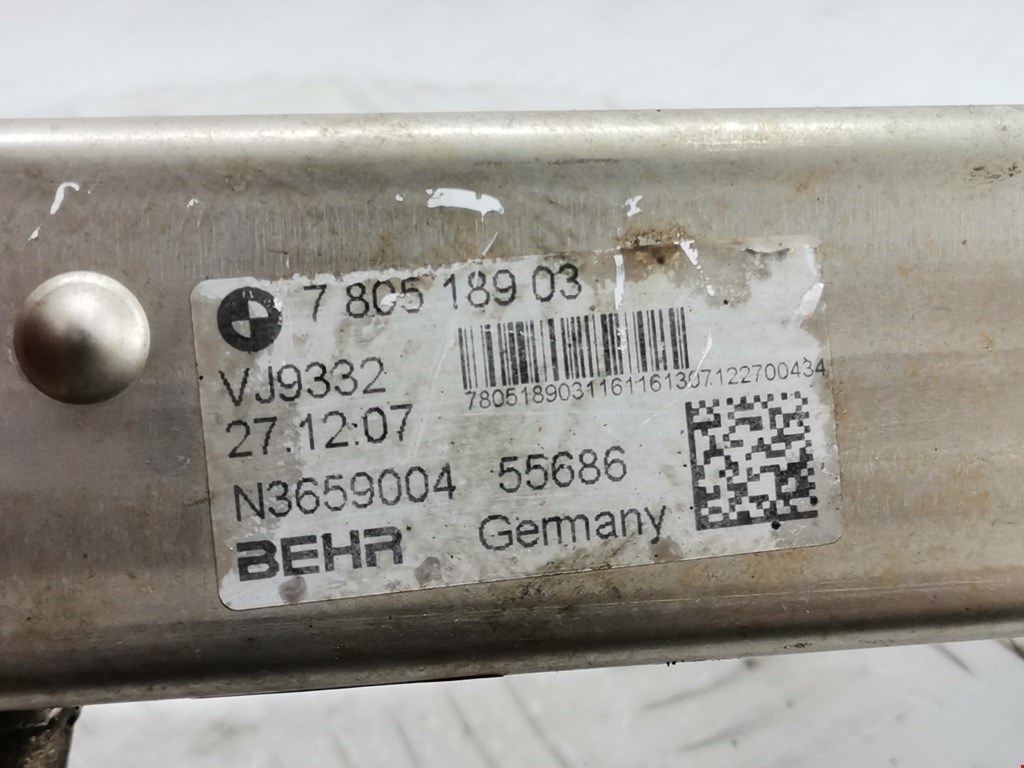 7 805 189 03
VJ9332
7805189031161161307122700434
27.12:07
N3659004 55686
BEHR Germany